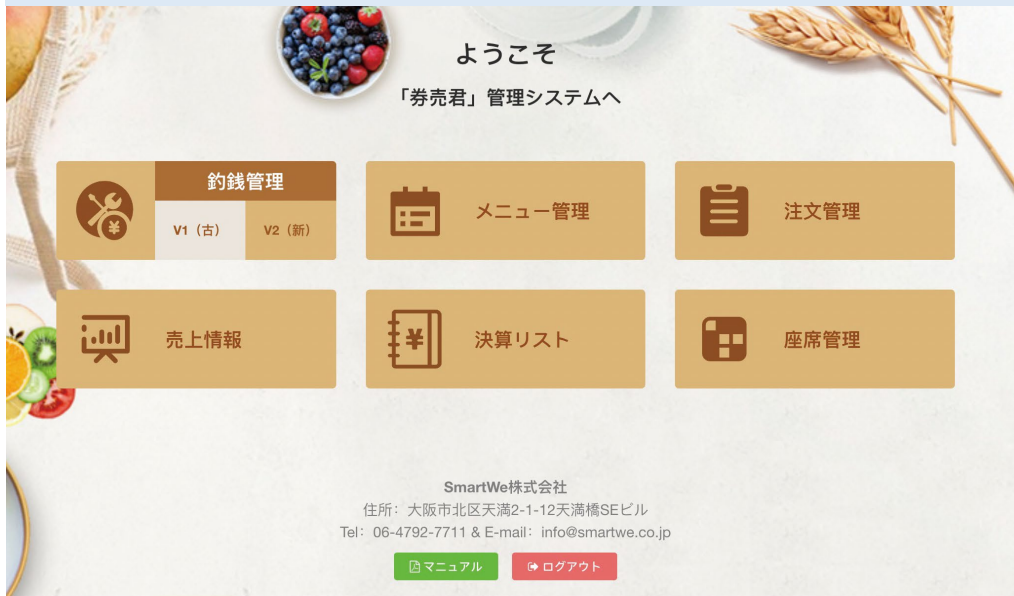 ようこそ
「券売君」管理システムへ
釣銭管理
V1（古）
V2（新）
メニュー管理
注文管理
売上情報
決算リスト
座席管理
SmartWe株式会社
住所：大阪市北区天満2-1-12天満橋SEビル
Tel：06-4792-7711 & E-mail：info@smartwe.co.jp
マニュアル
ログアウト